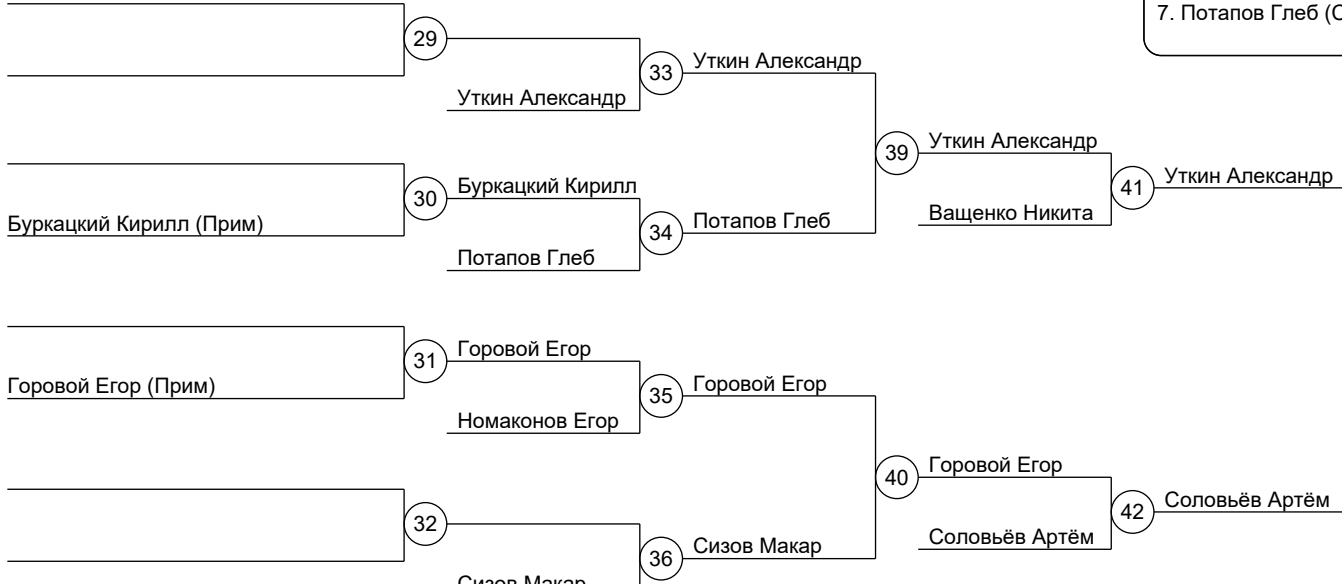 7. Потапов Глеб
29
Уткин Александр
33
Уткин Александр
Уткин Александр
39
Уткин Александр
41
Уткин Александр
Буркацкий Кирилл
30
Потапов Глеб
Ващенко Никита
Буркацкий Кирилл (Прим)
34
Потапов Глеб
Горовой Егор
31
Горовой Егор
Горовой Егор (Прим)
35
Номаконов Егор
Горовой Егор
40
Соловьёв Артём
42
32
Сизов Макар
Соловьёв Артём
36
Сизов Макар